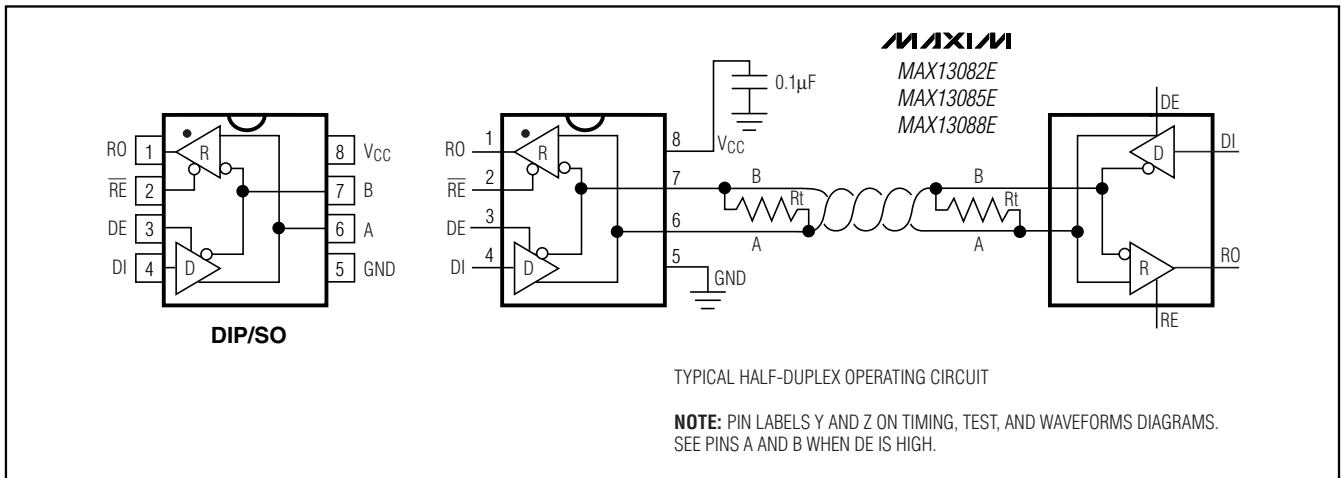 MAXIM
MAX13082E
MAX13085E
MAX13088E
0.1µF
RO 1
R
8 VCC
R̅E̅ 2
7 B
DE 3
6 A
DI 4
D
5 GND
DIP/SO
RO 1
R
8 VCC
R̅E̅ 2
7 B
Rt
DE 3
6 A
DI 4
D
5 GND
B
Rt
A
DE
D
DI
R
RO
RE
TYPICAL HALF-DUPLEX OPERATING CIRCUIT
NOTE: PIN LABELS Y AND Z ON TIMING, TEST, AND WAVEFORMS DIAGRAMS.
SEE PINS A AND B WHEN DE IS HIGH.